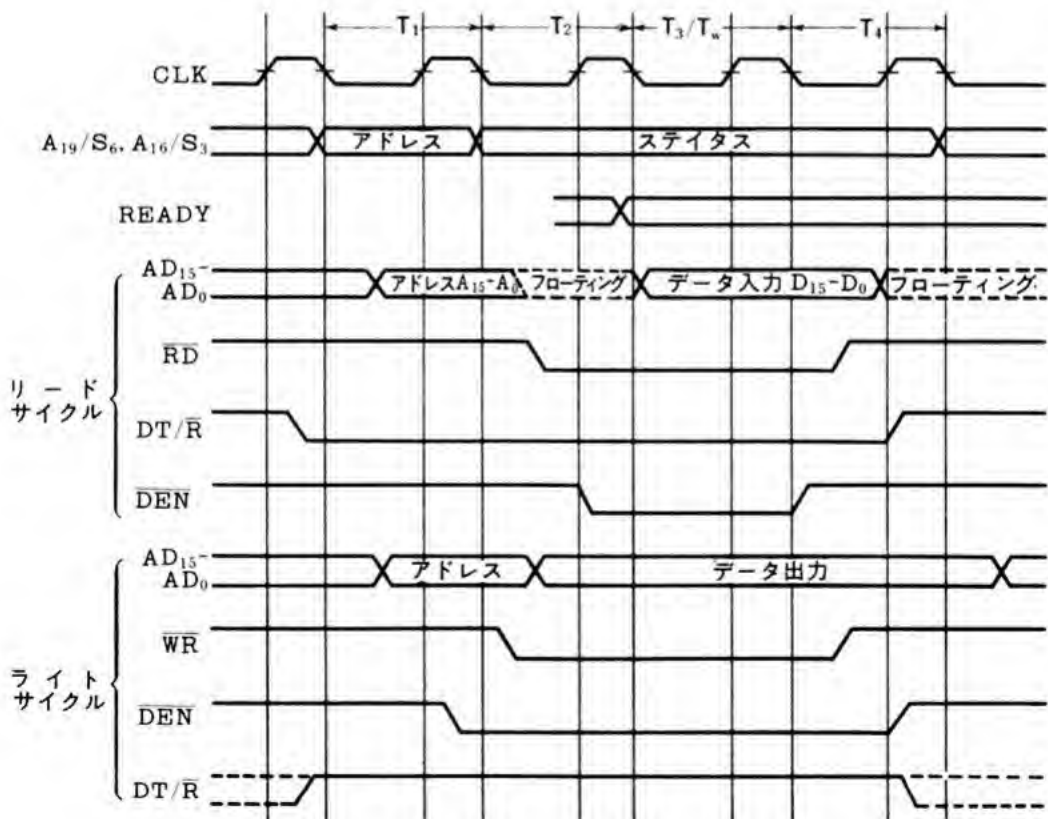 T₁ T₂ T₃/Tw T₄
CLK
A₁₉/S₆, A₁₆/S₃ アドレス ステイタス
READY
リード
サイクル
AD₁₅-
AD₀ アドレスA₁₅-A₀ フローティング データ入力 D₁₅-D₀ フローティング
R̅D̅
DT/R̅
D̅E̅N̅
ライト
サイクル
AD₁₅-
AD₀ アドレス データ出力
W̅R̅
D̅E̅N̅
DT/R̅